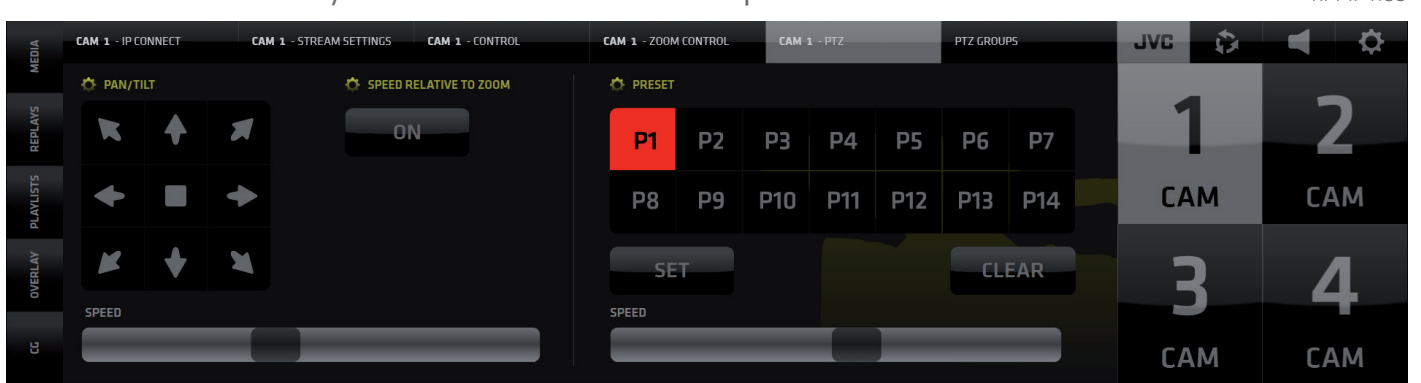 CAM 1 - IP CONNECT
CAM 1 - STREAM SETTINGS
CAM 1 - CONTROL
CAM 1 - ZOOM CONTROL
CAM 1 - PTZ
PTZ GROUPS
JVC
MEDIA
REPLAYS
PLAYLISTS
OVERLAY
CG
PAN/TILT
SPEED RELATIVE TO ZOOM
ON
SPEED
PRESET
P1 P2 P3 P4 P5 P6 P7
P8 P9 P10 P11 P12 P13 P14
SET
CLEAR
SPEED
1
CAM
2
CAM
3
CAM
4
CAM